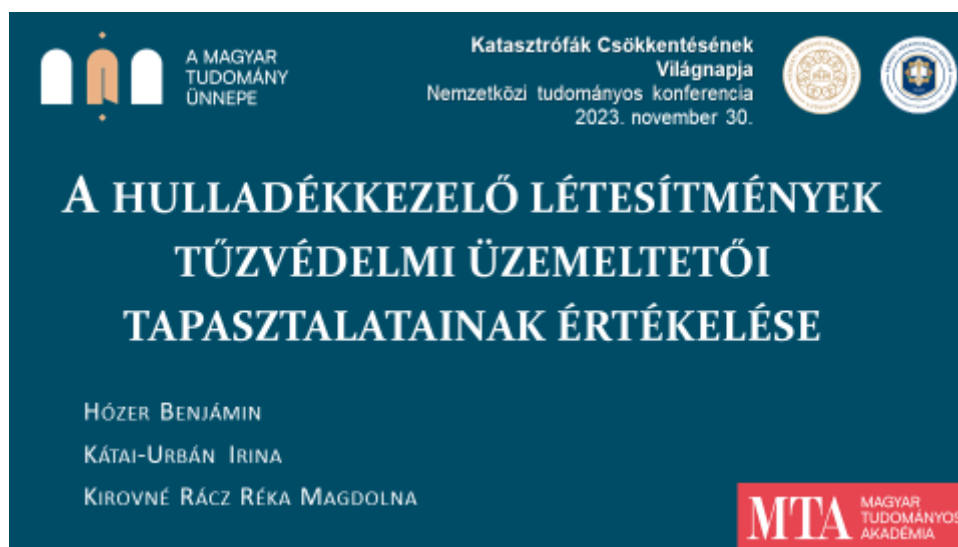 A MAGYAR
TUDOMÁNY
ÜNNEPE
Katasztrófák Csökkentésének
Világnapja
Nemzetközi tudományos konferencia
2023. november 30.
A HULLADÉKKEZELŐ LÉTESÍTMÉNYEK
TŰZVÉDELMI ÜZEMELTETŐI
TAPASZTALATAINAK ÉRTÉKELÉSE
HÓZER BENJÁMIN
KÁTAI-URBÁN IRINA
KIROVNÉ RÁCZ RÉKA MAGDOLNA
MTA
MAGYAR
TUDOMÁNYOS
AKADÉMIA